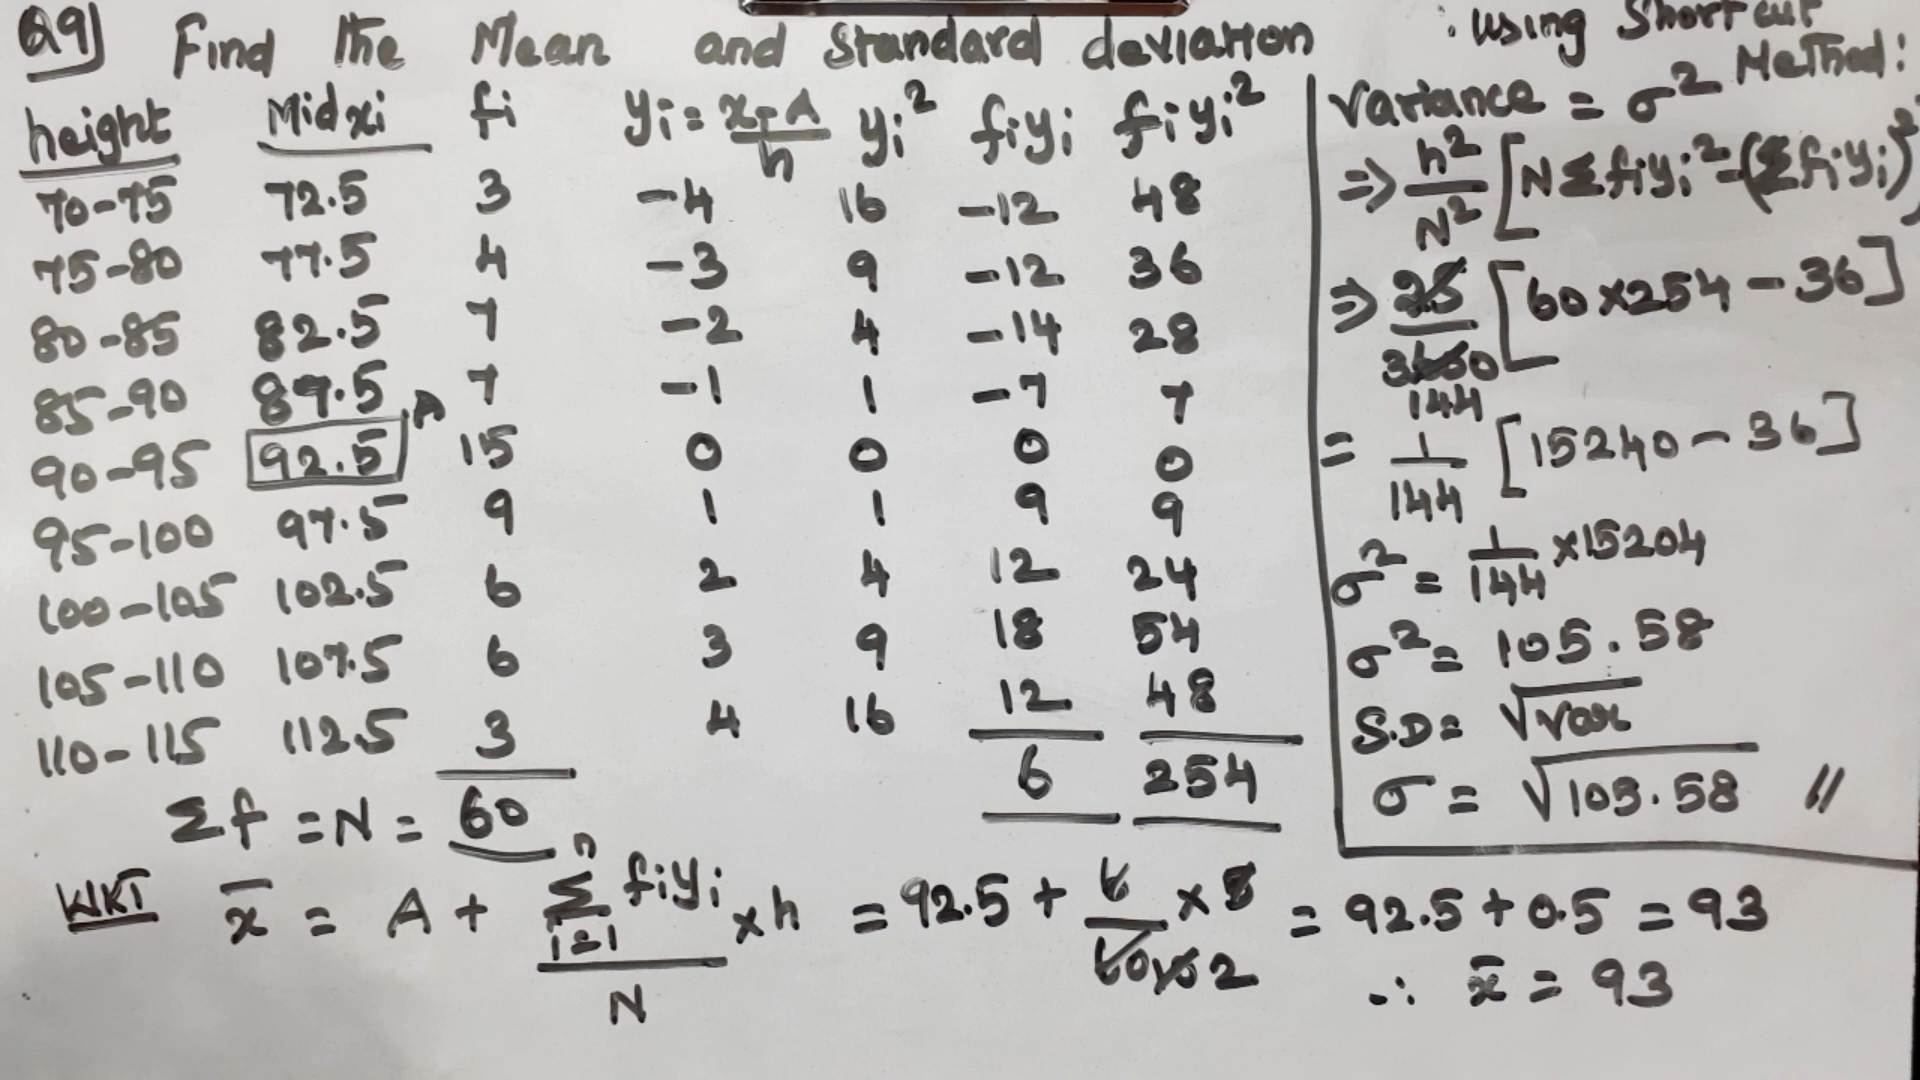 Q9) Find the Mean and Standard deviation : using Short cut Method:
height Mid xi fi yi = xi-A/h yi² fiyi fiyi²
70-75 72.5 3 -4 16 -12 48
75-80 77.5 4 -3 9 -12 36
80-85 82.5 7 -2 4 -14 28
85-90 87.5 7 -1 1 -7 7
90-95 92.5 A 15 0 0 0 0
95-100 97.5 9 1 1 9 9
100-105 102.5 6 2 4 12 24
105-110 107.5 6 3 9 18 54
110-115 112.5 3 4 16 12 48
Σf = N = 60 6 254
WKT x̄ = A + Σ(i=1 to n) fiyi/N × h = 92.5 + 6/60 × 5 = 92.5 + 0.5 = 93
∴ x̄ = 93
Variance = σ²
⇒ h²/N² [N Σfiyi² - (Σfiyi)²]
⇒ 25/3600 [60×254 - 36]
144
= 1/144 [15240 - 36]
σ² = 1/144 × 15204
σ² = 105.58
S.D = √var
σ = √105.58 //